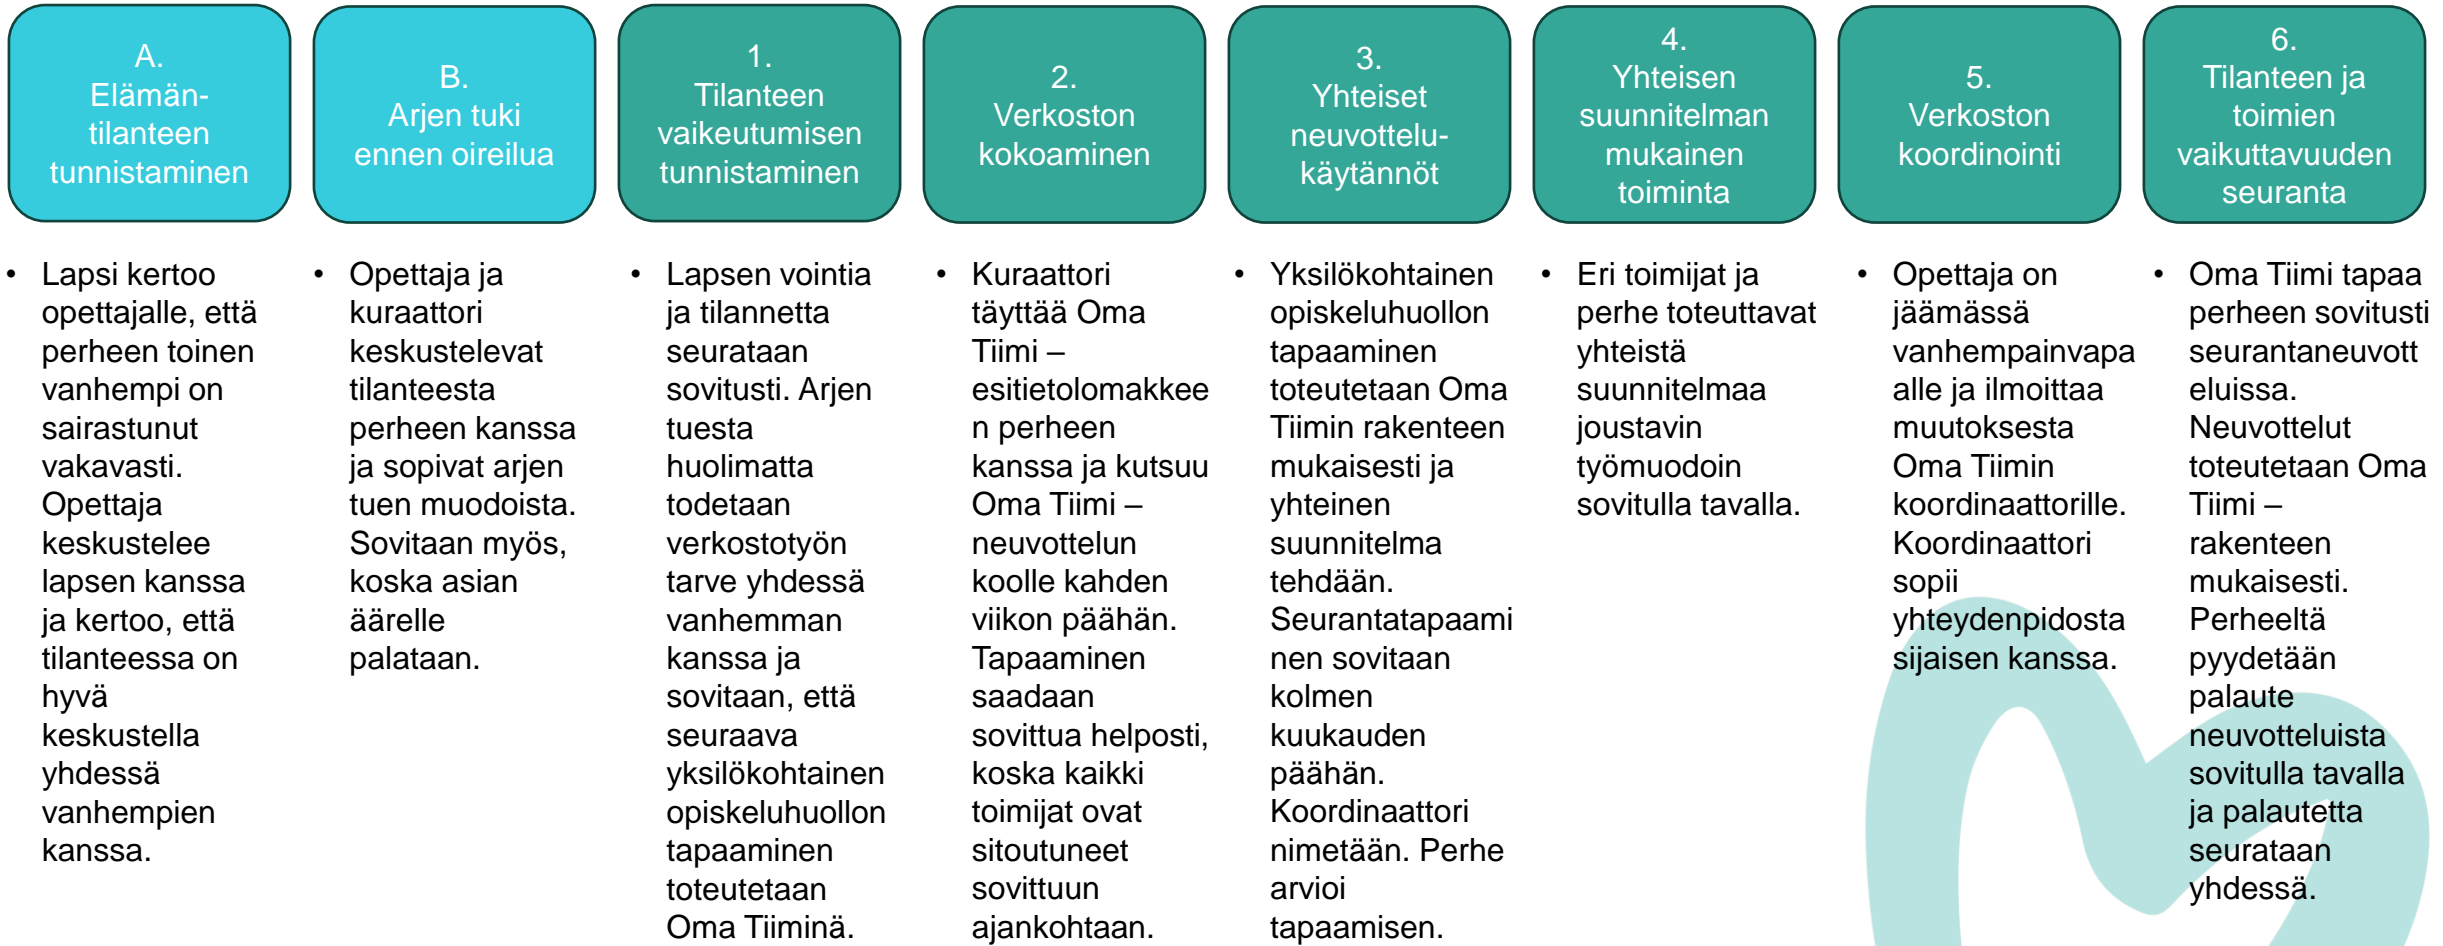 A.
Elämän-
tilanteen
tunnistaminen
B.
Arjen tuki
ennen oireilua
1.
Tilanteen
vaikeutumisen
tunnistaminen
2.
Verkoston
kokoaminen
3.
Yhteiset
neuvottelu-
käytännöt
4.
Yhteisen
suunnitelman
mukainen
toiminta
5.
Verkoston
koordinointi
6.
Tilanteen ja
toimien
vaikuttavuuden
seuranta
• Lapsi kertoo
opettajalle, että
perheen toinen
vanhempi on
sairastunut
vakavasti.
Opettaja
keskustelee
lapsen kanssa
ja kertoo, että
tilanteessa on
hyvä
keskustella
yhdessä
vanhempien
kanssa.
• Opettaja ja
kuraattori
keskustelevat
tilanteesta
perheen kanssa
ja sopivat arjen
tuen muodoista.
Sovitaan myös,
koska asian
äärelle
palataan.
• Lapsen vointia
ja tilannetta
seurataan
sovitusti. Arjen
tuesta
huolimatta
todetaan
verkostotyön
tarve yhdessä
vanhemman
kanssa ja
sovitaan, että
seuraava
yksilökohtainen
opiskeluhuollon
tapaaminen
toteutetaan
Oma Tiiminä.
• Kuraattori
täyttää Oma
Tiimi –
esitietolomakkee
n perheen
kanssa ja kutsuu
Oma Tiimi –
neuvottelun
koolle kahden
viikon päähän.
Tapaaminen
saadaan
sovittua helposti,
koska kaikki
toimijat ovat
sitoutuneet
sovittuun
ajankohtaan.
• Yksilökohtainen
opiskeluhuollon
tapaaminen
toteutetaan Oma
Tiimin rakenteen
mukaisesti ja
yhteinen
suunnitelma
tehdään.
Seurantatapaami
nen sovitaan
kolmen
kuukauden
päähän.
Koordinaattori
nimetään. Perhe
arvioi
tapaamisen.
• Eri toimijat ja
perhe toteuttavat
yhteistä
suunnitelmaa
joustavin
työmuodoin
sovitulla tavalla.
• Opettaja on
jäämässä
vanhempainvapa
alle ja ilmoittaa
muutoksesta
Oma Tiimin
koordinaattorille.
Koordinaattori
sopii
yhteydenpidosta
sijaisen kanssa.
• Oma Tiimi tapaa
perheen sovitusti
seurantaneuvott
eluissa.
Neuvottelut
toteutetaan Oma
Tiimi –
rakenteen
mukaisesti.
Perheeltä
pyydetään
palaute
neuvotteluista
sovitulla tavalla
ja palautetta
seurataan
yhdessä.